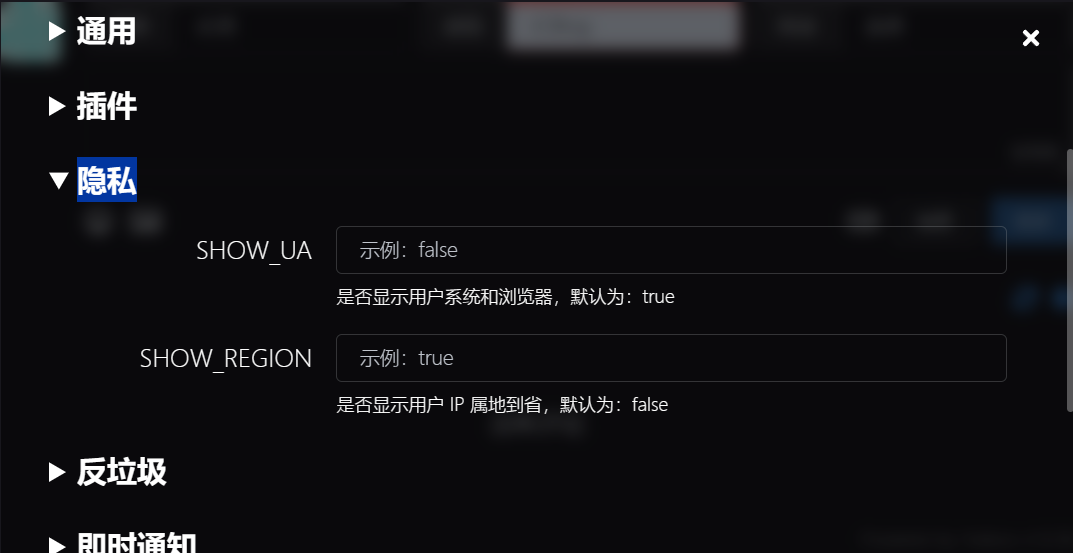 通用
插件
隐私
SHOW_UA
示例：false
是否显示用户系统和浏览器，默认为：true
SHOW_REGION
示例：true
是否显示用户 IP 属地到省，默认为：false
反垃圾
即时通知